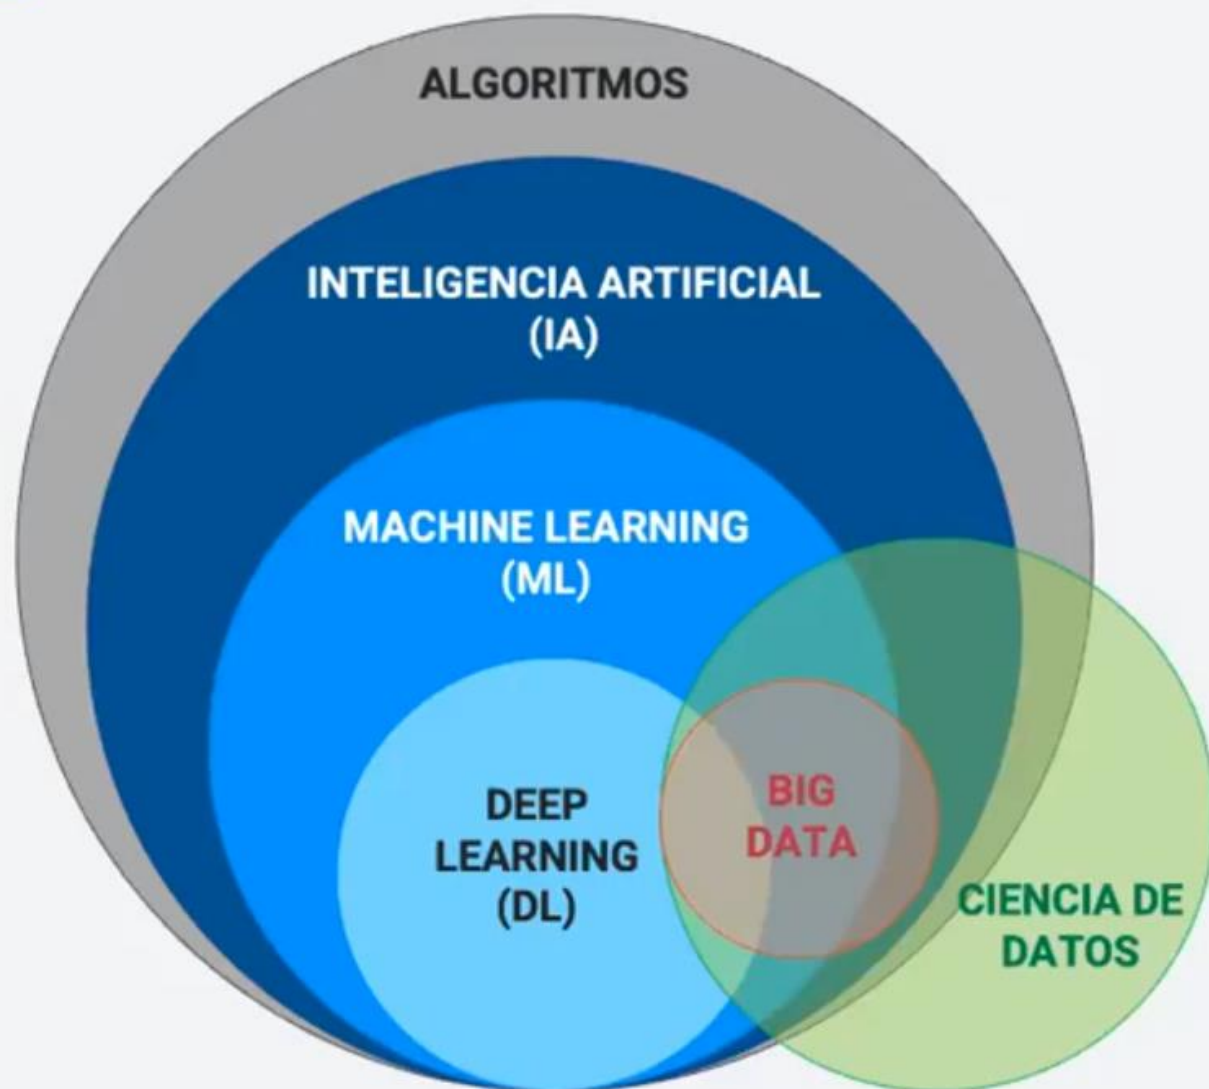 ALGORITMOS
INTELIGENCIA ARTIFICIAL
(IA)
MACHINE LEARNING
(ML)
DEEP
LEARNING
(DL)
BIG
DATA
CIENCIA DE
DATOS